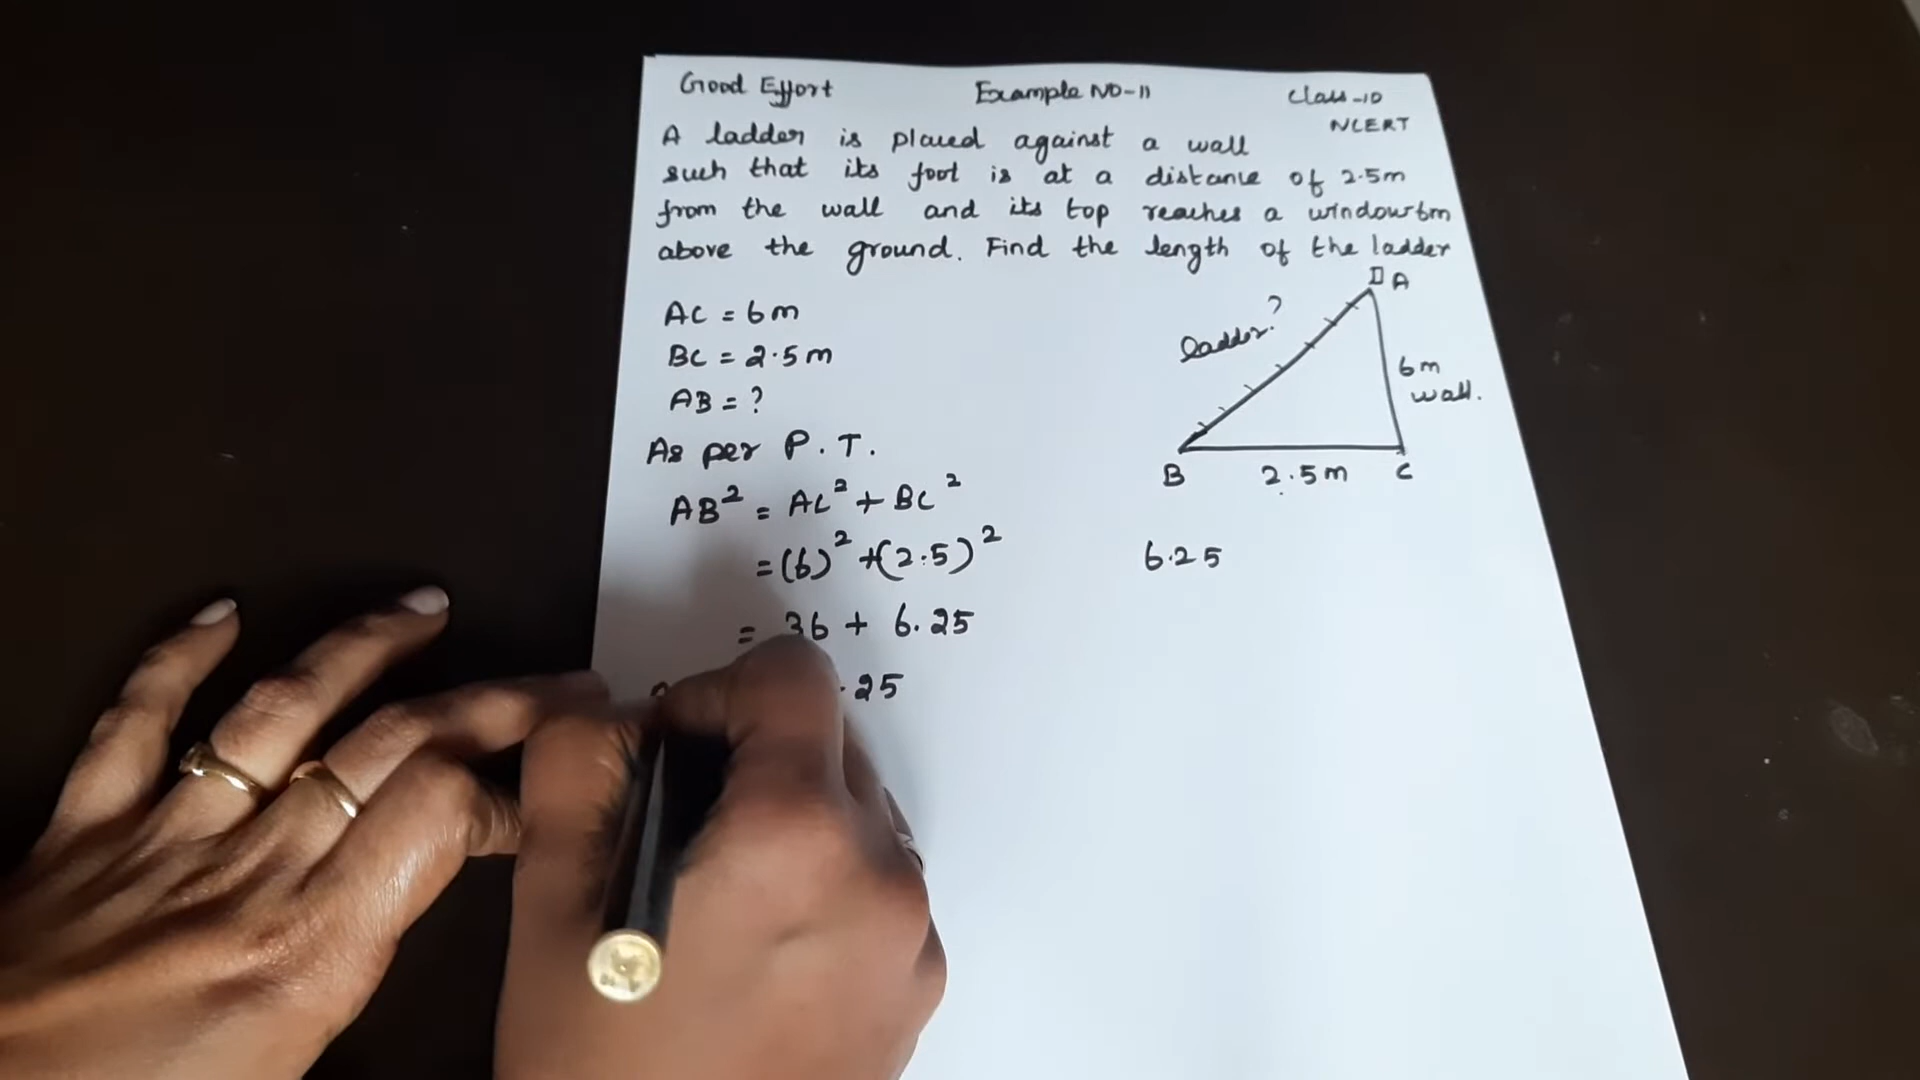 Good Effort Example NO-11 Class-10
NCERT
A ladder is placed against a wall
such that its foot is at a distance of 2.5m
from the wall and its top reaches a window 6m
above the ground. Find the length of the ladder
AC = 6m
BC = 2.5m
AB = ?
As per P.T.
AB² = AC² + BC²
= (6)² + (2.5)²
= 36 + 6.25
.25
A
ladder?
6m
wall.
B 2.5m C
6.25